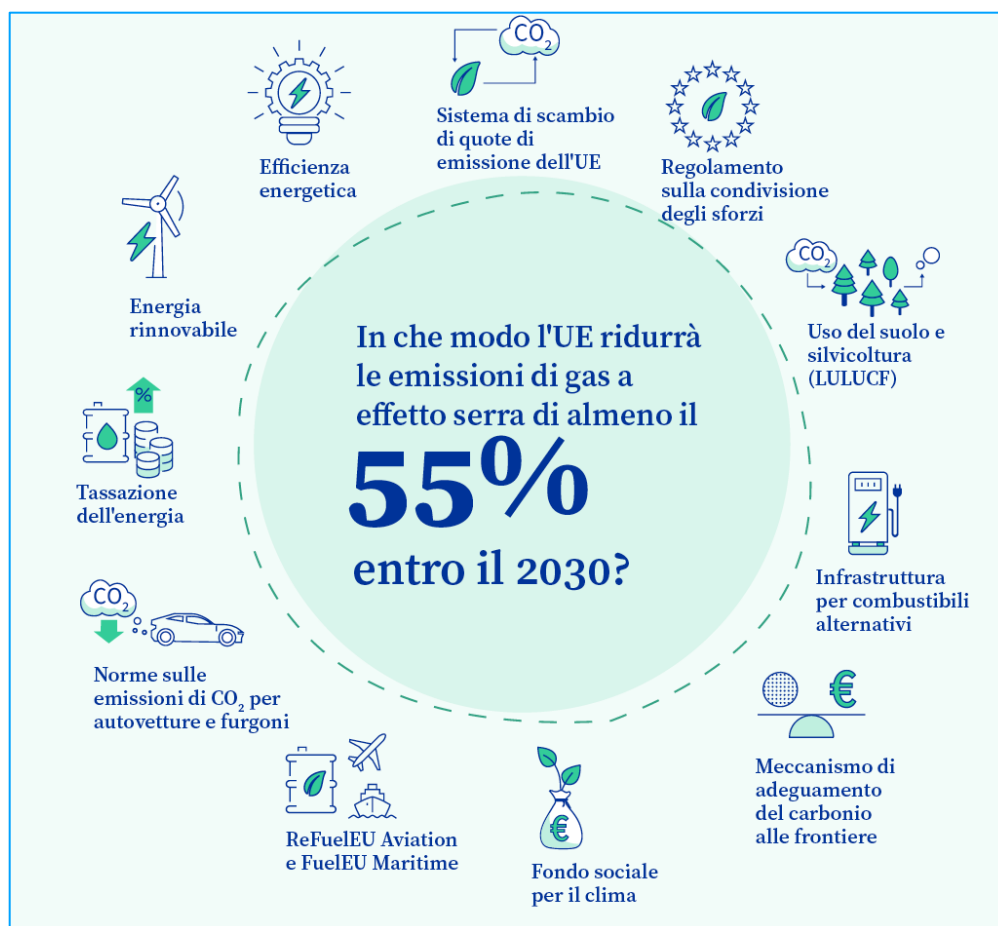 In che modo l'UE ridurrà
le emissioni di gas a
effetto serra di almeno il
55%
entro il 2030?
CO₂
Sistema di scambio
di quote di
emissione dell'UE
Regolamento
sulla condivisione
degli sforzi
CO₂
Uso del suolo e
silvicoltura
(LULUCF)
Infrastruttura
per combustibili
alternativi
€
Meccanismo di
adeguamento
del carbonio
alle frontiere
€
Fondo sociale
per il clima
ReFuelEU Aviation
e FuelEU Maritime
CO₂
Norme sulle
emissioni di CO₂ per
autovetture e furgoni
%
Tassazione
dell'energia
Energia
rinnovabile
Efficienza
energetica